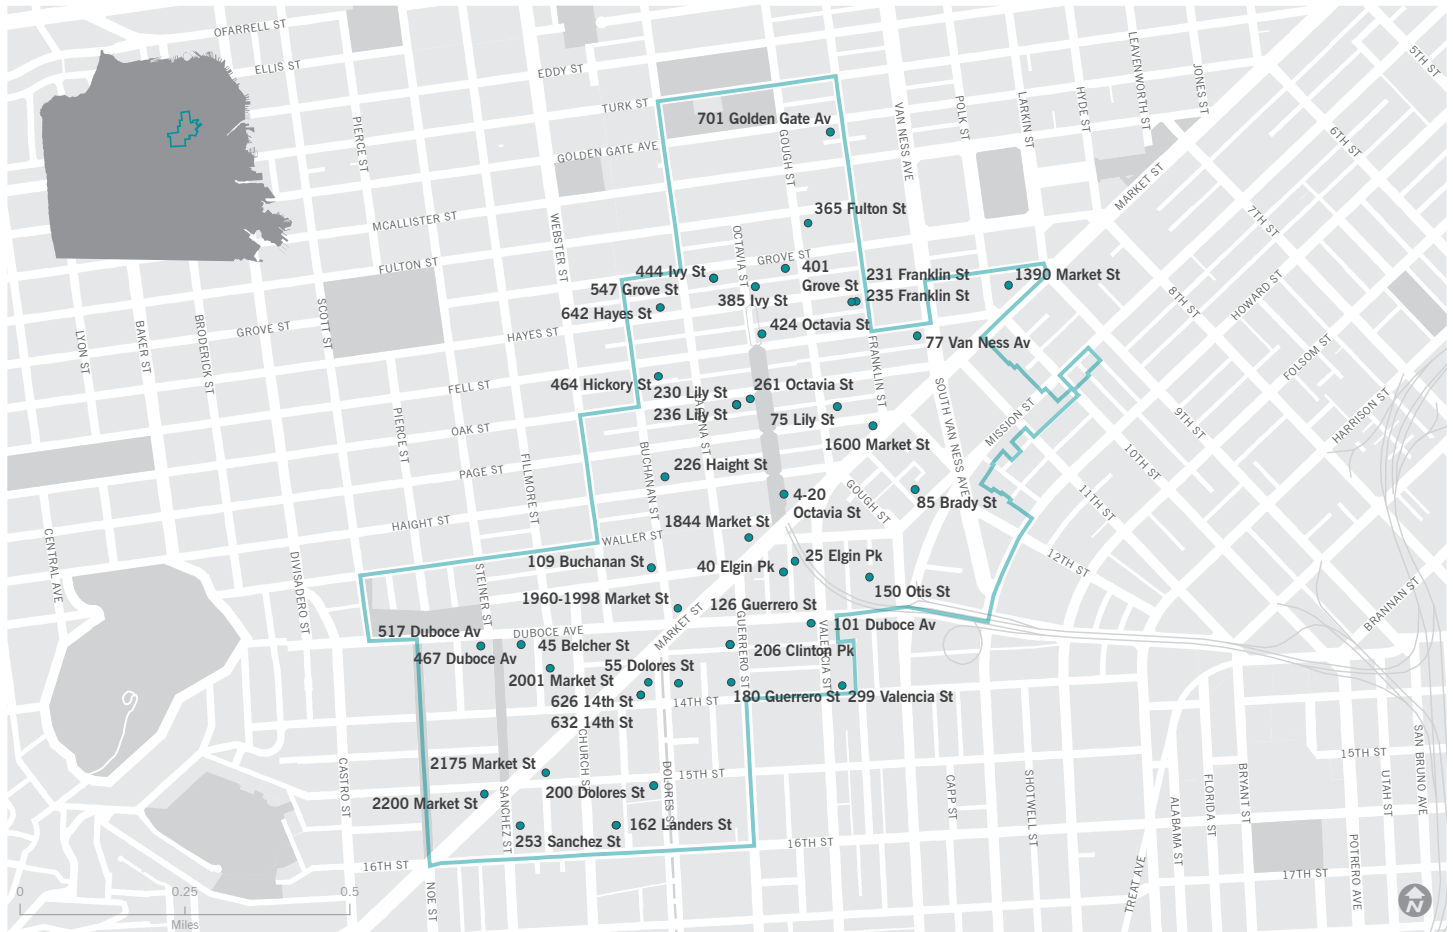 OFARRELL ST
ELLIS ST
EDDY ST
TURK ST
GOLDEN GATE AVE
MCALLISTER ST
FULTON ST
GROVE ST
HAYES ST
FELL ST
OAK ST
PAGE ST
HAIGHT ST
WALLER ST
DUBOCE AVE
GROVE ST
PIERCE ST
WEBSTER ST
GOUGH ST
OCTAVIA ST
VAN NESS AVE
POLK ST
LARKIN ST
HYDE ST
LEAVENWORTH ST
JONES ST
MARKET ST
5TH ST
6TH ST
7TH ST
8TH ST
HOWARD ST
FOLSOM ST
HARRISON ST
9TH ST
10TH ST
11TH ST
12TH ST
MISSION ST
BRANNAN ST
SOUTH VAN NESS AVE
FRANKLIN ST
GOUGH ST
LYON ST
BAKER ST
BRODERICK ST
SCOTT ST
PIERCE ST
FILLMORE ST
BUCHANAN ST
NA ST
CENTRAL AVE
DIVISADERO ST
STEINER ST
MARKET ST
GUERRERO ST
VALENCIA ST
14TH ST
15TH ST
16TH ST
CASTRO ST
SANCHEZ ST
CHURCH S
DOLORES S
NOE ST
16TH ST
CAPP ST
SHOTWELL ST
TREAT AVE
ALABAMA ST
FLORIDA ST
BRYANT ST
15TH ST
17TH ST
POTRERO AVE
UTAH ST
SAN BRUNO AVE
701 Golden Gate Av
365 Fulton St
444 Ivy St
547 Grove St
642 Hayes St
401
Grove St
385 Ivy St
231 Franklin St
235 Franklin St
1390 Market St
424 Octavia St
77 Van Ness Av
464 Hickory St
230 Lily St
236 Lily St
261 Octavia St
75 Lily St
1600 Market St
226 Haight St
4-20
Octavia St
85 Brady St
1844 Market St
109 Buchanan St
40 Elgin Pk
25 Elgin Pk
150 Otis St
1960-1998 Market St
126 Guerrero St
101 Duboce Av
517 Duboce Av
467 Duboce Av
45 Belcher St
206 Clinton Pk
55 Dolores St
2001 Market St
626 14th St
632 14th St
180 Guerrero St
299 Valencia St
2175 Market St
2200 Market St
200 Dolores St
253 Sanchez St
162 Landers St
0
0.25
0.5
Miles
N